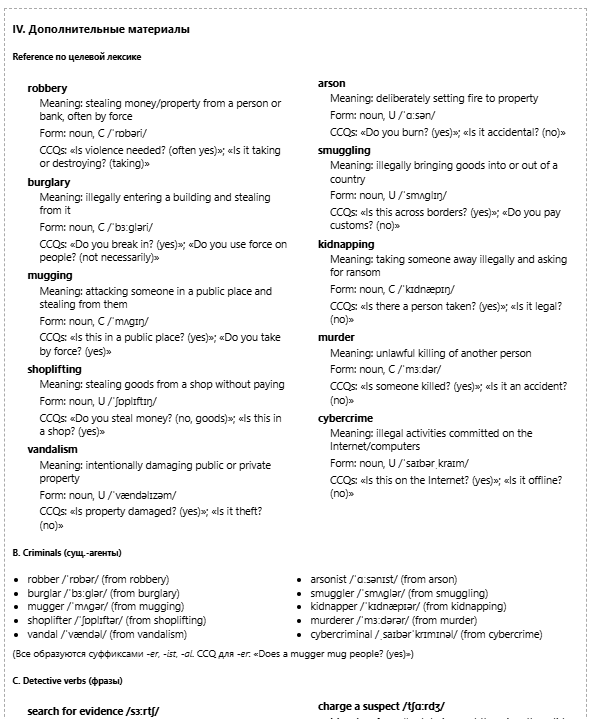 IV. Дополнительные материалы
Reference по целевой лексике
robbery
Meaning: stealing money/property from a person or
bank, often by force
Form: noun, C /ˈrɒbəri/
CCQs: «Is violence needed? (often yes)»; «Is it taking
or destroying? (taking)»
burglary
Meaning: illegally entering a building and stealing
from it
Form: noun, C /ˈbɜːgləri/
CCQs: «Do you break in? (yes)»; «Do you use force on
people? (not necessarily)»
mugging
Meaning: attacking someone in a public place and
stealing from them
Form: noun, C /ˈmʌgɪŋ/
CCQs: «Is this in a public place? (yes)»; «Do you take
by force? (yes)»
shoplifting
Meaning: stealing goods from a shop without paying
Form: noun, U /ˈʃɒplɪftɪŋ/
CCQs: «Do you steal money? (no, goods)»; «Is this in
a shop? (yes)»
vandalism
Meaning: intentionally damaging public or private
property
Form: noun, U /ˈvændəlɪzəm/
CCQs: «Is property damaged? (yes)»; «Is it theft?
(no)»
arson
Meaning: deliberately setting fire to property
Form: noun, U /ˈɑːsən/
CCQs: «Do you burn? (yes)»; «Is it accidental? (no)»
smuggling
Meaning: illegally bringing goods into or out of a
country
Form: noun, U /ˈsmʌglɪŋ/
CCQs: «Is this across borders? (yes)»; «Do you pay
customs? (no)»
kidnapping
Meaning: taking someone away illegally and asking
for ransom
Form: noun, C /ˈkɪdnæpɪŋ/
CCQs: «Is there a person taken? (yes)»; «Is it legal?
(no)»
murder
Meaning: unlawful killing of another person
Form: noun, C /ˈmɜːdər/
CCQs: «Is someone killed? (yes)»; «Is it an accident?
(no)»
cybercrime
Meaning: illegal activities committed on the
Internet/computers
Form: noun, U /ˈsaɪbərˌkraɪm/
CCQs: «Is this on the Internet? (yes)»; «Is it offline?
(no)»
B. Criminals (сущ.-агенты)
• robber /ˈrɒbər/ (from robbery)
• burglar /ˈbɜːglər/ (from burglary)
• mugger /ˈmʌgər/ (from mugging)
• shoplifter /ˈʃɒplɪftər/ (from shoplifting)
• vandal /ˈvændəl/ (from vandalism)
• arsonist /ˈɑːsənɪst/ (from arson)
• smuggler /ˈsmʌglər/ (from smuggling)
• kidnapper /ˈkɪdnæpɪər/ (from kidnapping)
• murderer /ˈmɜːdərər/ (from murder)
• cybercriminal /ˌsaɪbərˈkrɪmɪnəl/ (from cybercrime)
(Все образуются суффиксами -er, -ist, -al. CCQ для -er: «Does a mugger mug people? (yes)»)
C. Detective verbs (фразы)
search for evidence /sɜːrtʃ/
charge a suspect /tʃɑːrdʒ/